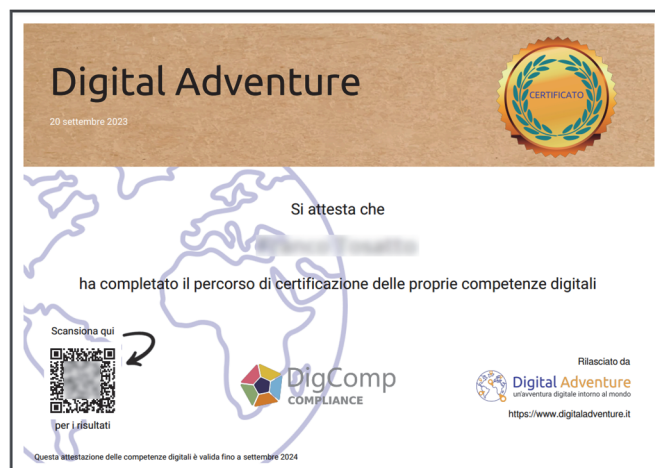 Digital Adventure
20 settembre 2023
CERTIFICATO
Si attesta che
ha completato il percorso di certificazione delle proprie competenze digitali
Scansiona qui
per i risultati
DigComp
COMPLIANCE
Rilasciato da
Digital Adventure
un'avventura digitale intorno al mondo
https://www.digitaladventure.it
Questa attestazione delle competenze digitali è valida fino a settembre 2024